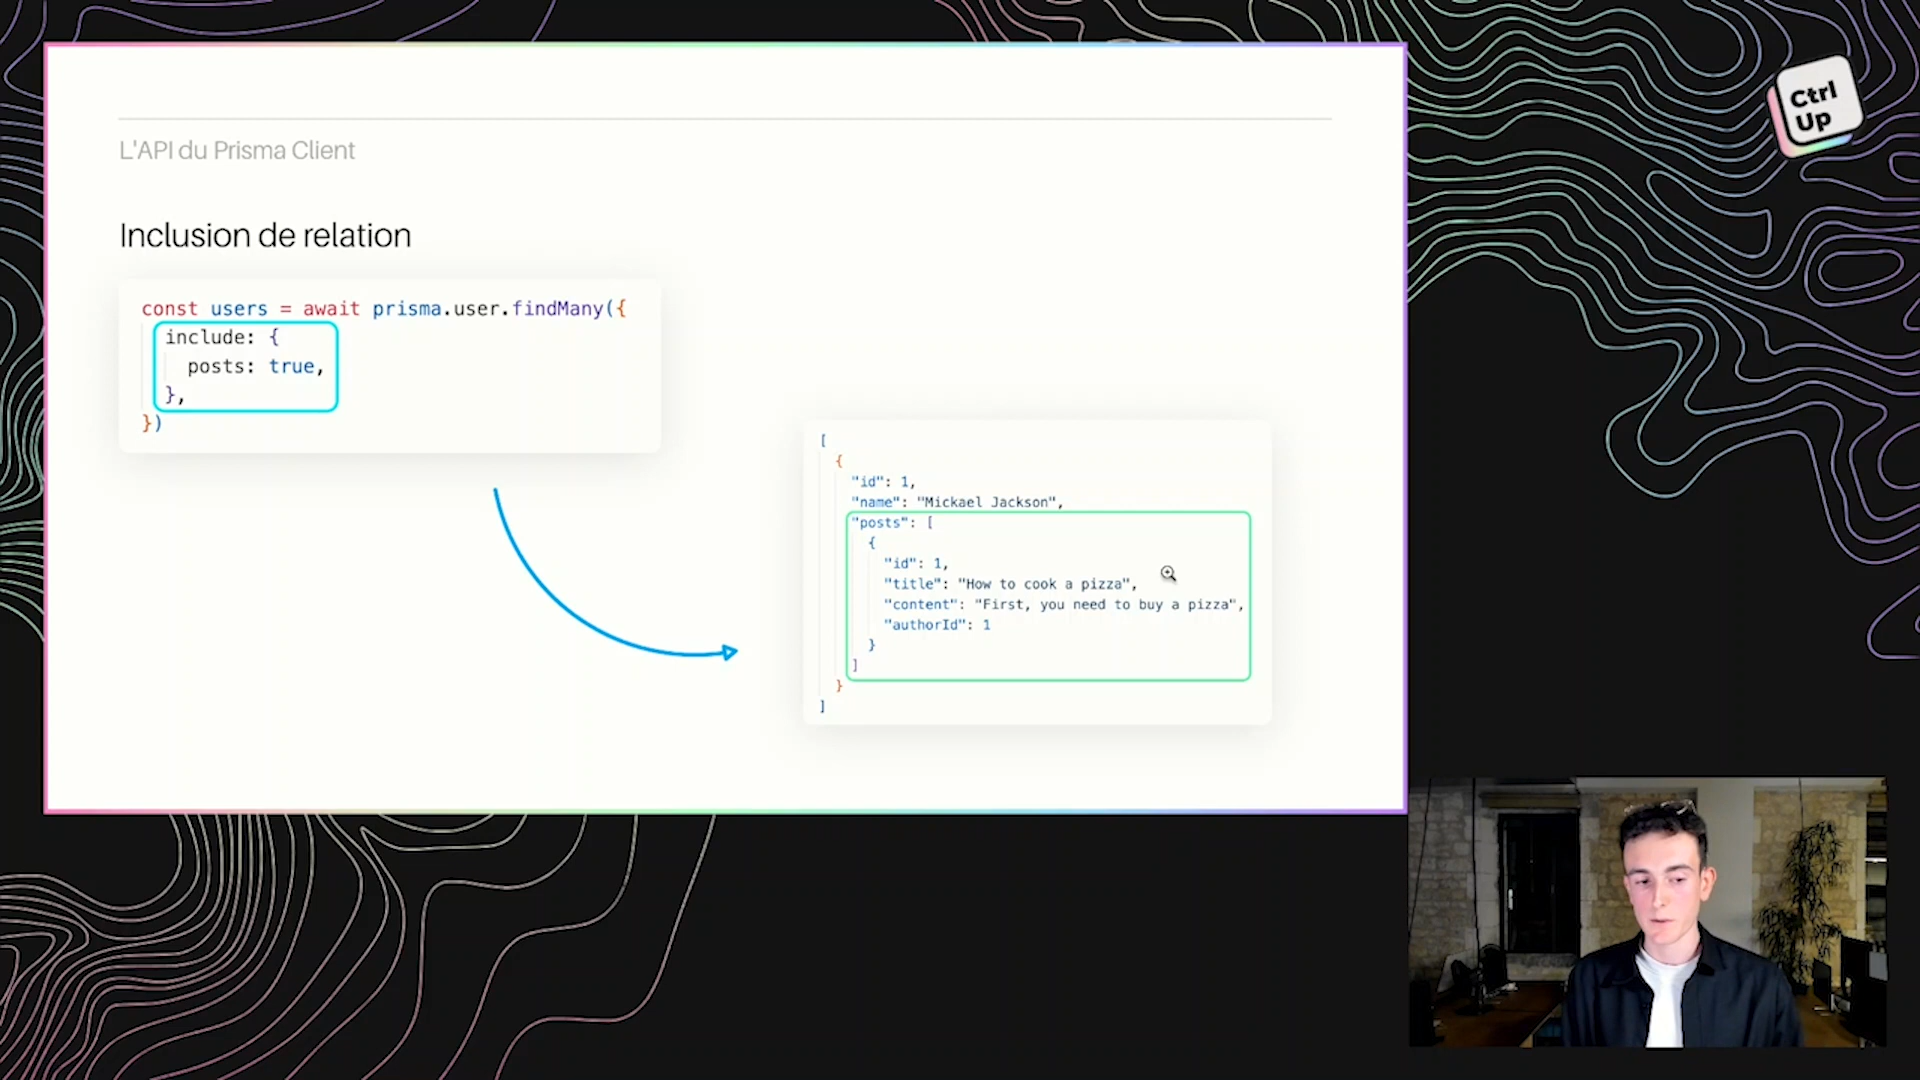 Ctrl
Up
L'API du Prisma Client
Inclusion de relation
const users = await prisma.user.findMany({
include: {
posts: true,
},
})
[
{
"id": 1,
"name": "Mickael Jackson",
"posts": [
{
"id": 1,
"title": "How to cook a pizza",
"content": "First, you need to buy a pizza",
"authorId": 1
}
]
}
]